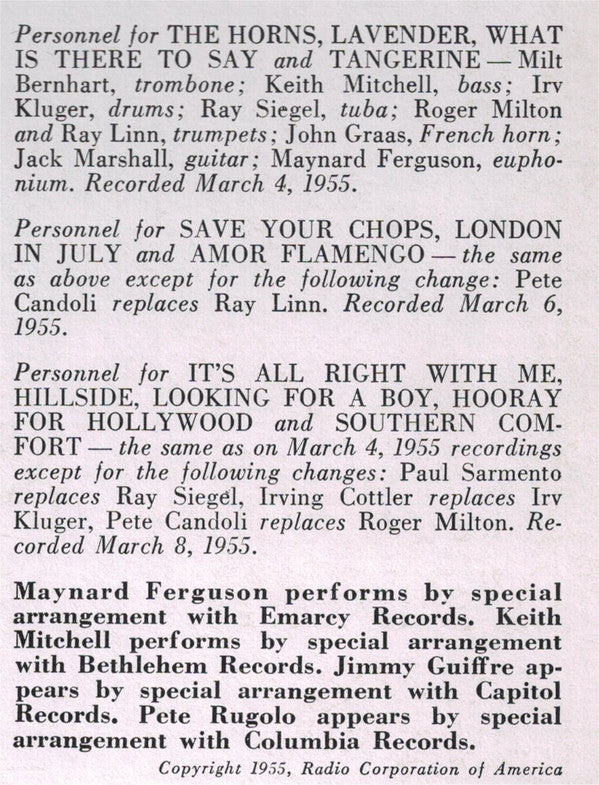 Personnel for THE HORNS, LAVENDER, WHAT
IS THERE TO SAY and TANGERINE — Milt
Bernhart, trombone; Keith Mitchell, bass; Irv
Kluger, drums; Ray Siegel, tuba; Roger Milton
and Ray Linn, trumpets; John Graas, French horn;
Jack Marshall, guitar; Maynard Ferguson, eupho-
nium. Recorded March 4, 1955.
Personnel for SAVE YOUR CHOPS, LONDON
IN JULY and AMOR FLAMENGO — the same
as above except for the following change: Pete
Candoli replaces Ray Linn. Recorded March 6,
1955.
Personnel for IT'S ALL RIGHT WITH ME,
HILLSIDE, LOOKING FOR A BOY, HOORAY
FOR HOLLYWOOD and SOUTHERN COM-
FORT — the same as on March 4, 1955 recordings
except for the following changes: Paul Sarmento
replaces Ray Siegel, Irving Cottler replaces Irv
Kluger, Pete Candoli replaces Roger Milton. Re-
corded March 8, 1955.
Maynard Ferguson performs by special
arrangement with Emarcy Records. Keith
Mitchell performs by special arrangement
with Bethlehem Records. Jimmy Guiffre ap-
pears by special arrangement with Capitol
Records. Pete Rugolo appears by special
arrangement with Columbia Records.
Copyright 1955, Radio Corporation of America